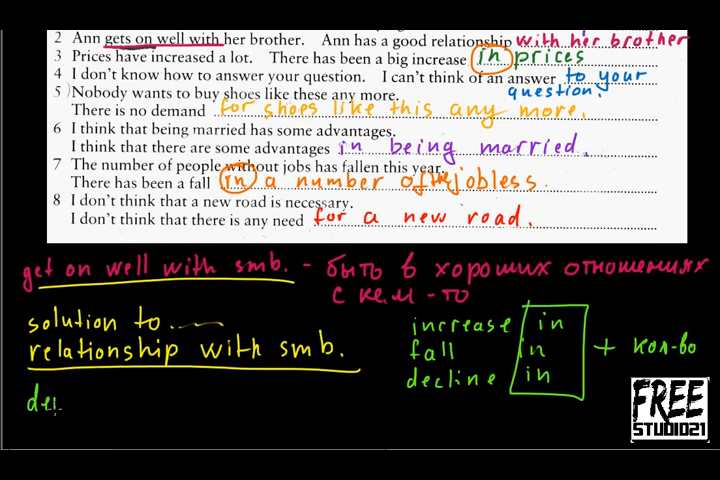 2 Ann gets on well with her brother. Ann has a good relationship with her brother
3 Prices have increased a lot. There has been a big increase in prices
4 I don't know how to answer your question. I can't think of an answer to your
question.
5 Nobody wants to buy shoes like these any more.
There is no demand for shoes like this any more.
6 I think that being married has some advantages.
I think that there are some advantages in being married.
7 The number of people without jobs has fallen this year.
There has been a fall in a number of the jobless.
8 I don't think that a new road is necessary.
I don't think that there is any need for a new road.
get on well with smb. - быть в хороших отношениях
с кем-то
solution to
relationship with smb.
increase in
fall in
decline in
+ кол-во
FREE
STUDIO21